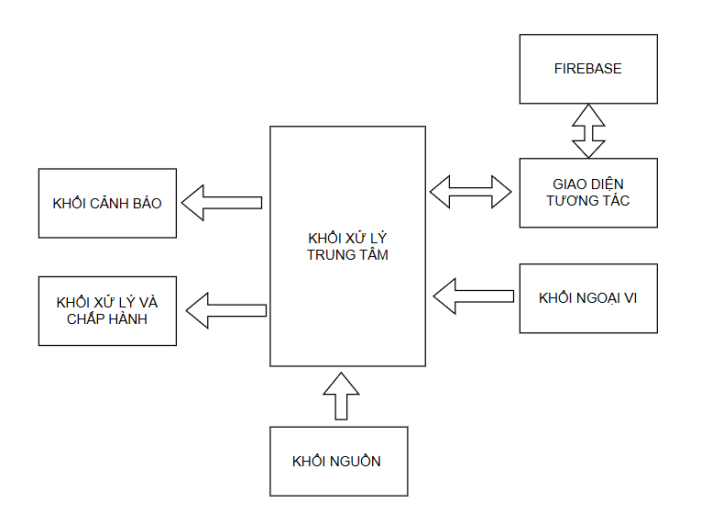 FIREBASE
KHỐI CẢNH BÁO
KHỐI XỬ LÝ
TRUNG TÂM
GIAO DIỆN
TƯƠNG TÁC
KHỐI XỬ LÝ VÀ
CHẤP HÀNH
KHỐI NGOẠI VI
KHỐI NGUỒN